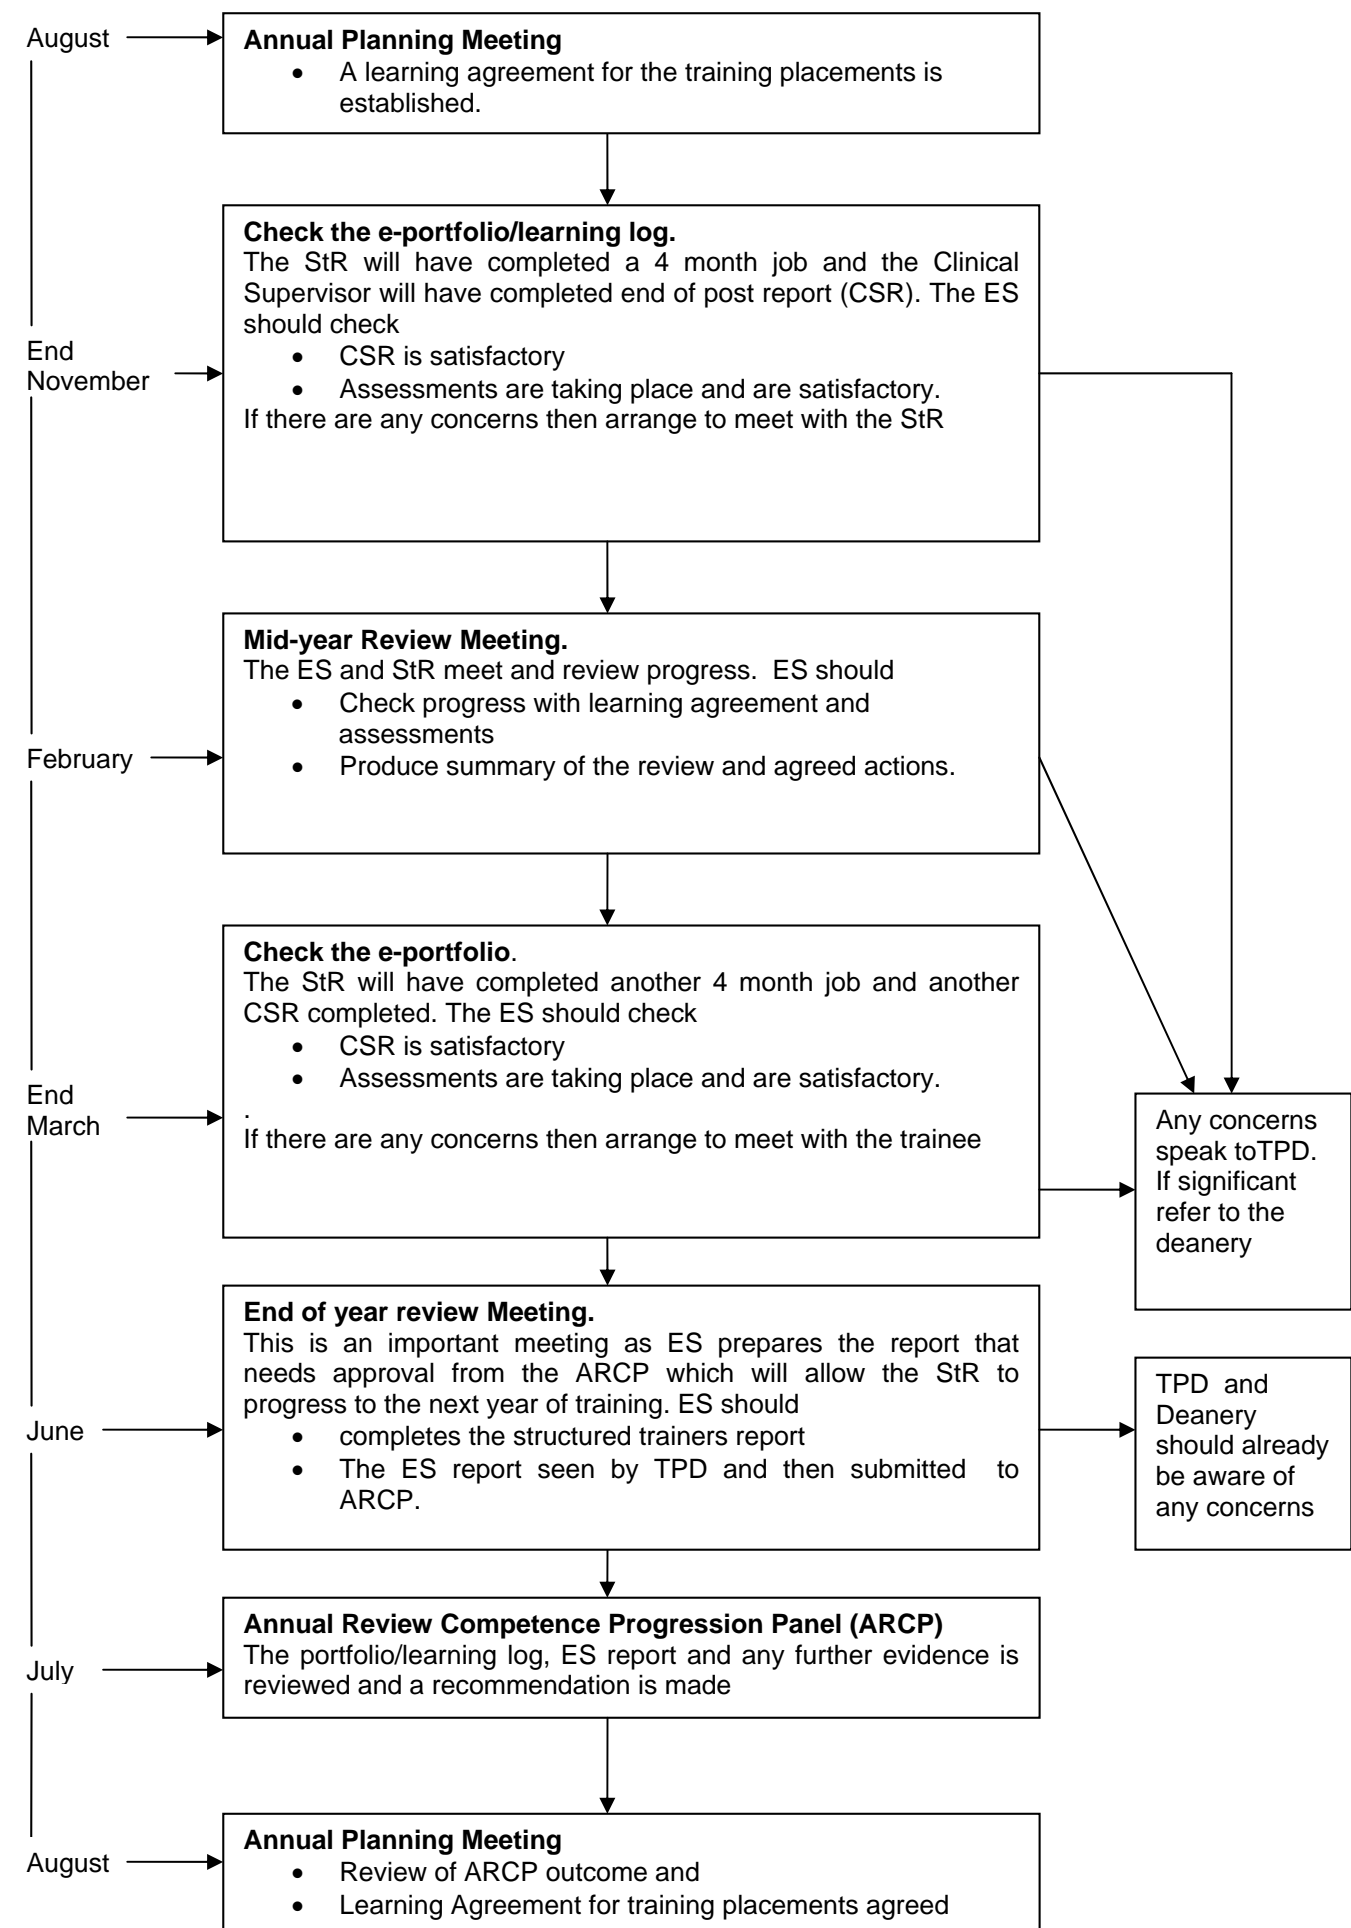 August
Annual Planning Meeting
• A learning agreement for the training placements is
established.
Check the e-portfolio/learning log.
The StR will have completed a 4 month job and the Clinical
Supervisor will have completed end of post report (CSR). The ES
should check
• CSR is satisfactory
• Assessments are taking place and are satisfactory.
If there are any concerns then arrange to meet with the StR
End
November
Mid-year Review Meeting.
The ES and StR meet and review progress. ES should
• Check progress with learning agreement and
assessments
• Produce summary of the review and agreed actions.
February
Check the e-portfolio.
The StR will have completed another 4 month job and another
CSR completed. The ES should check
• CSR is satisfactory
• Assessments are taking place and are satisfactory.
.
If there are any concerns then arrange to meet with the trainee
End
March
Any concerns
speak toTPD.
If significant
refer to the
deanery
End of year review Meeting.
This is an important meeting as ES prepares the report that
needs approval from the ARCP which will allow the StR to
progress to the next year of training. ES should
• completes the structured trainers report
• The ES report seen by TPD and then submitted to
ARCP.
June
TPD and
Deanery
should already
be aware of
any concerns
Annual Review Competence Progression Panel (ARCP)
The portfolio/learning log, ES report and any further evidence is
reviewed and a recommendation is made
July
Annual Planning Meeting
• Review of ARCP outcome and
• Learning Agreement for training placements agreed
August